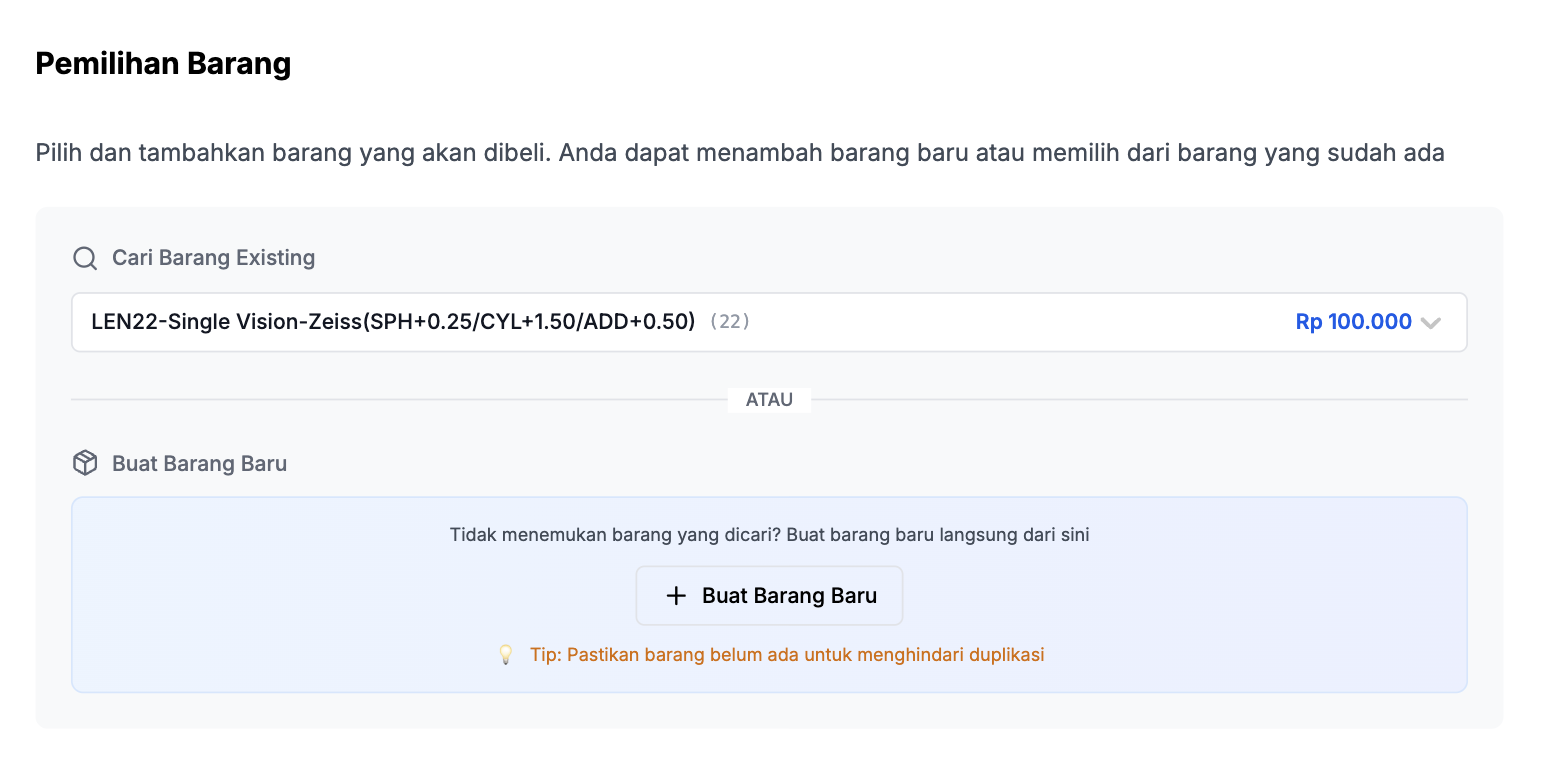 Pemilihan Barang
Pilih dan tambahkan barang yang akan dibeli. Anda dapat menambah barang baru atau memilih dari barang yang sudah ada
Cari Barang Existing
LEN22-Single Vision-Zeiss(SPH+0.25/CYL+1.50/ADD+0.50) (22) Rp 100.000
ATAU
Buat Barang Baru
Tidak menemukan barang yang dicari? Buat barang baru langsung dari sini
+ Buat Barang Baru
💡 Tip: Pastikan barang belum ada untuk menghindari duplikasi